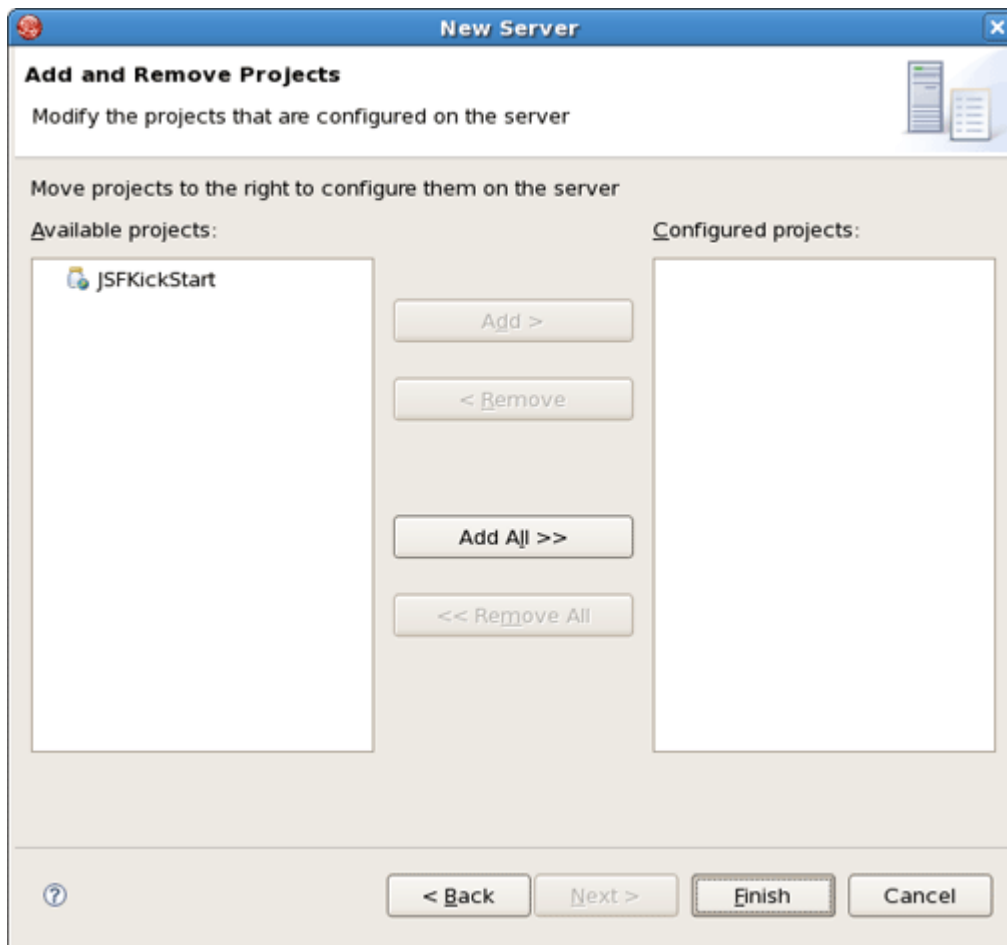 New Server
Add and Remove Projects
Modify the projects that are configured on the server
Move projects to the right to configure them on the server
Available projects:
Configured projects:
JSFKickStart
Add >
< Remove
Add All >>
<< Remove All
< Back
Next >
Finish
Cancel